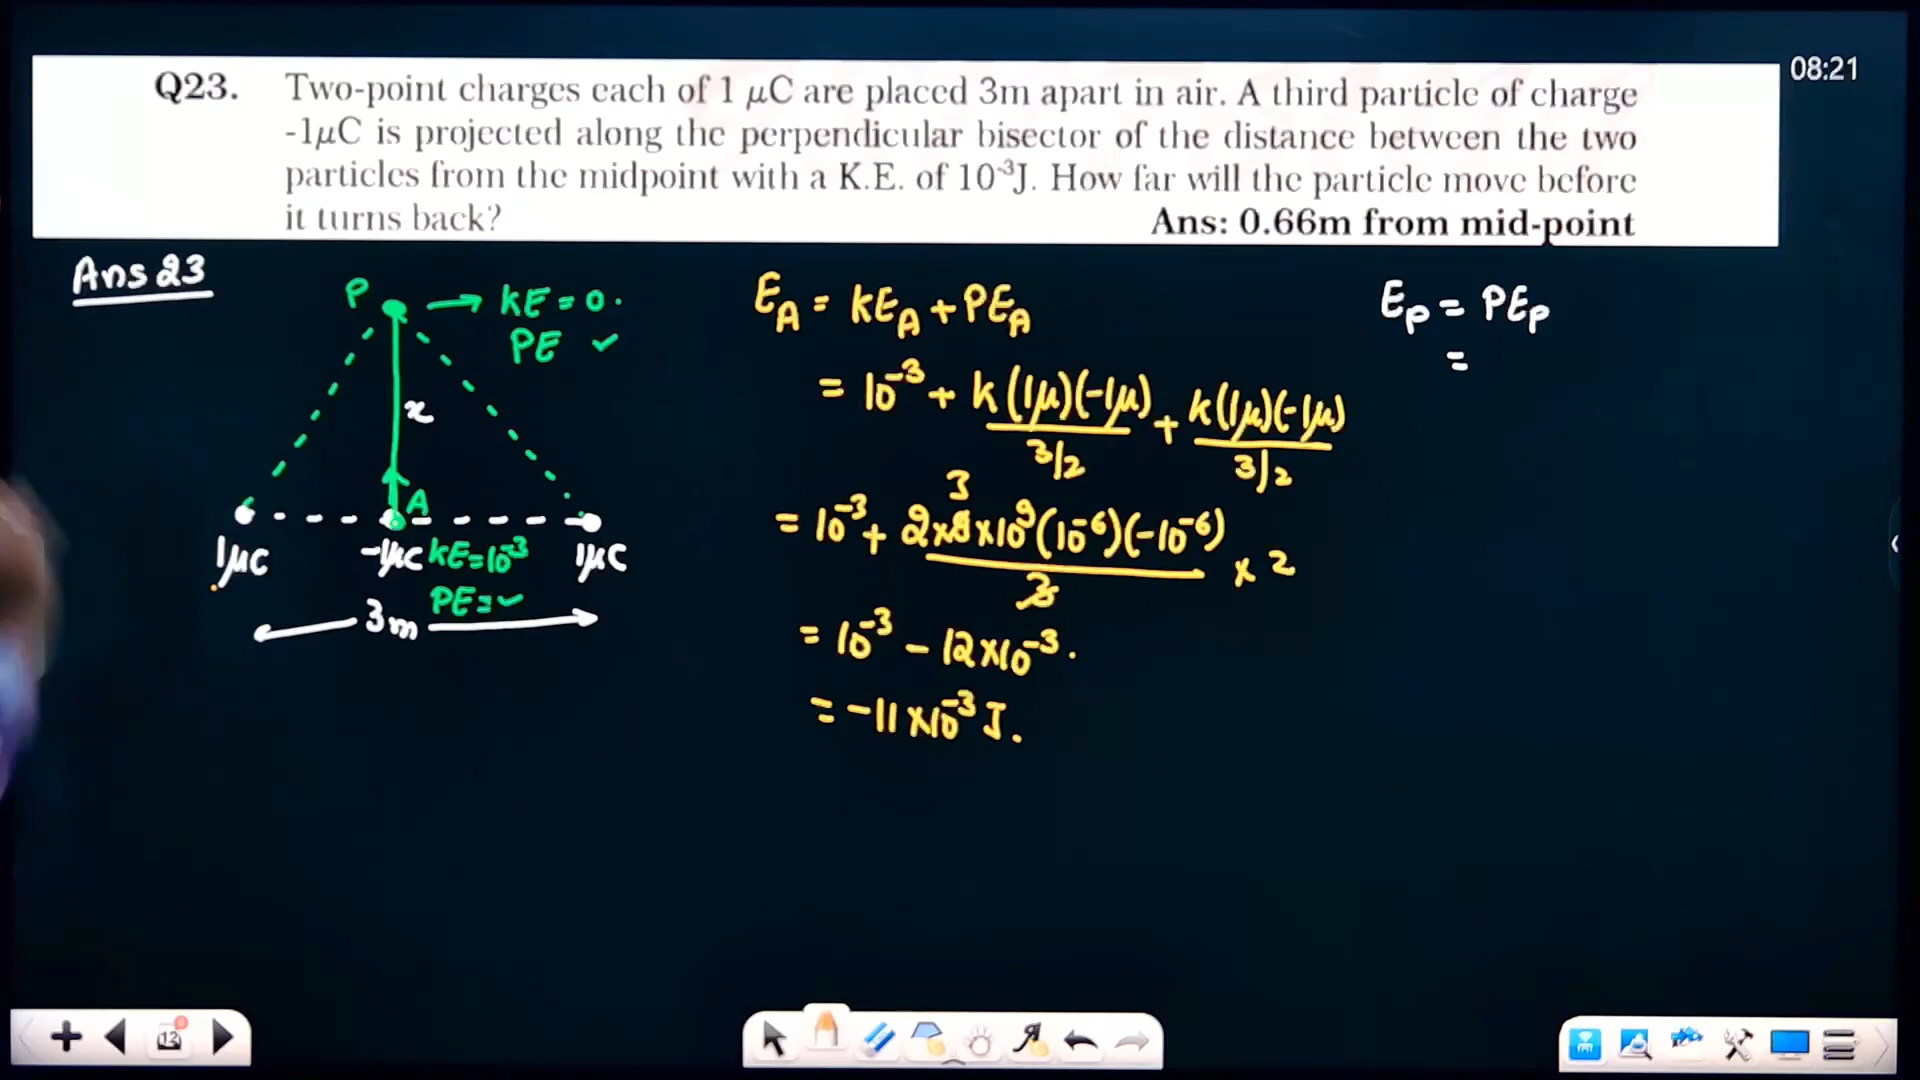 08:21
Q23. Two-point charges each of 1 μC are placed 3m apart in air. A third particle of charge
-1μC is projected along the perpendicular bisector of the distance between the two
particles from the midpoint with a K.E. of 10⁻³J. How far will the particle move before
it turns back? Ans: 0.66m from mid-point
Ans 23
P → KE = 0.
PE ✓
x
A
1μC -1μC KE=10⁻³ 1μC
PE=✓
3m
E_A = KE_A + PE_A
= 10⁻³ + k(1μ)(-1μ)/3/2 + k(1μ)(-1μ)/3/2
3
= 10⁻³ + 2×9×10⁹(10⁻⁶)(-10⁻⁶)/3 × 2
= 10⁻³ - 12×10⁻³.
= -11×10⁻³ J.
E_P = PE_P
=
12